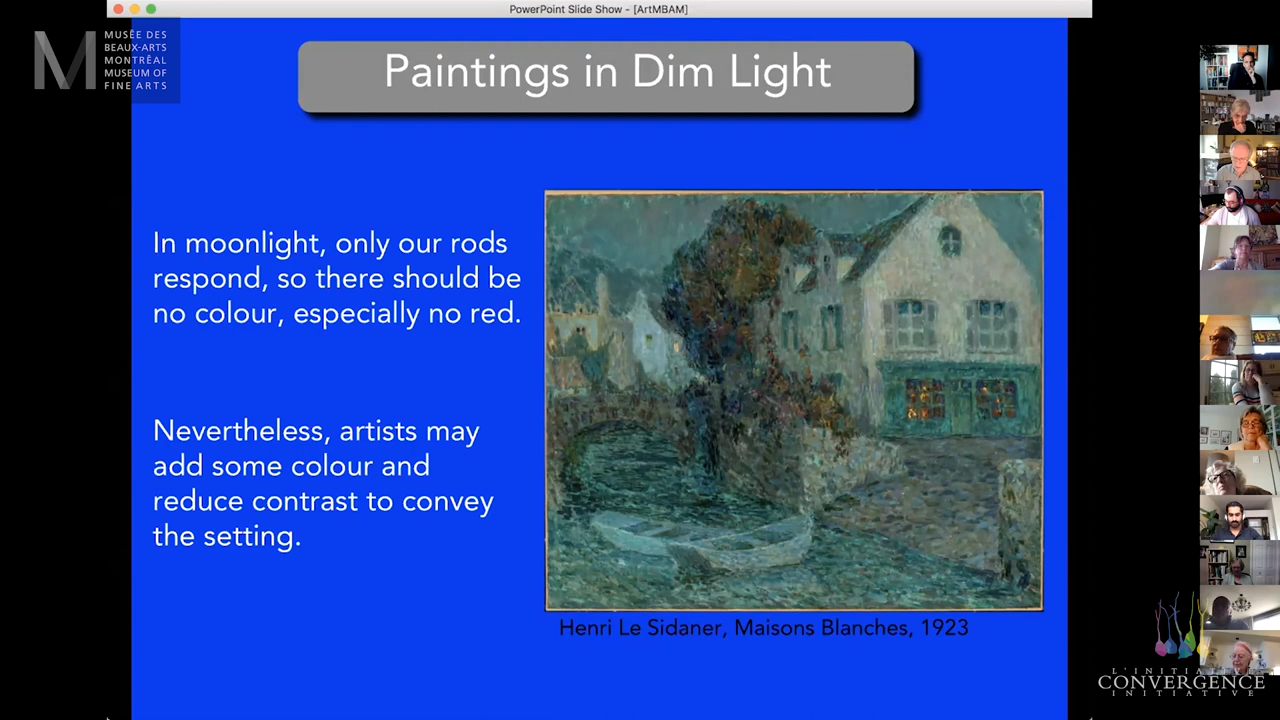 PowerPoint Slide Show - [ArtMBAM]
M
MUSÉE DES
BEAUX-ARTS
MONTRÉAL
MUSEUM OF
FINE ARTS
Paintings in Dim Light
In moonlight, only our rods
respond, so there should be
no colour, especially no red.
Nevertheless, artists may
add some colour and
reduce contrast to convey
the setting.
Henri Le Sidaner, Maisons Blanches, 1923
L'INITIATIVE
CONVERGENCE
INITIATIVE